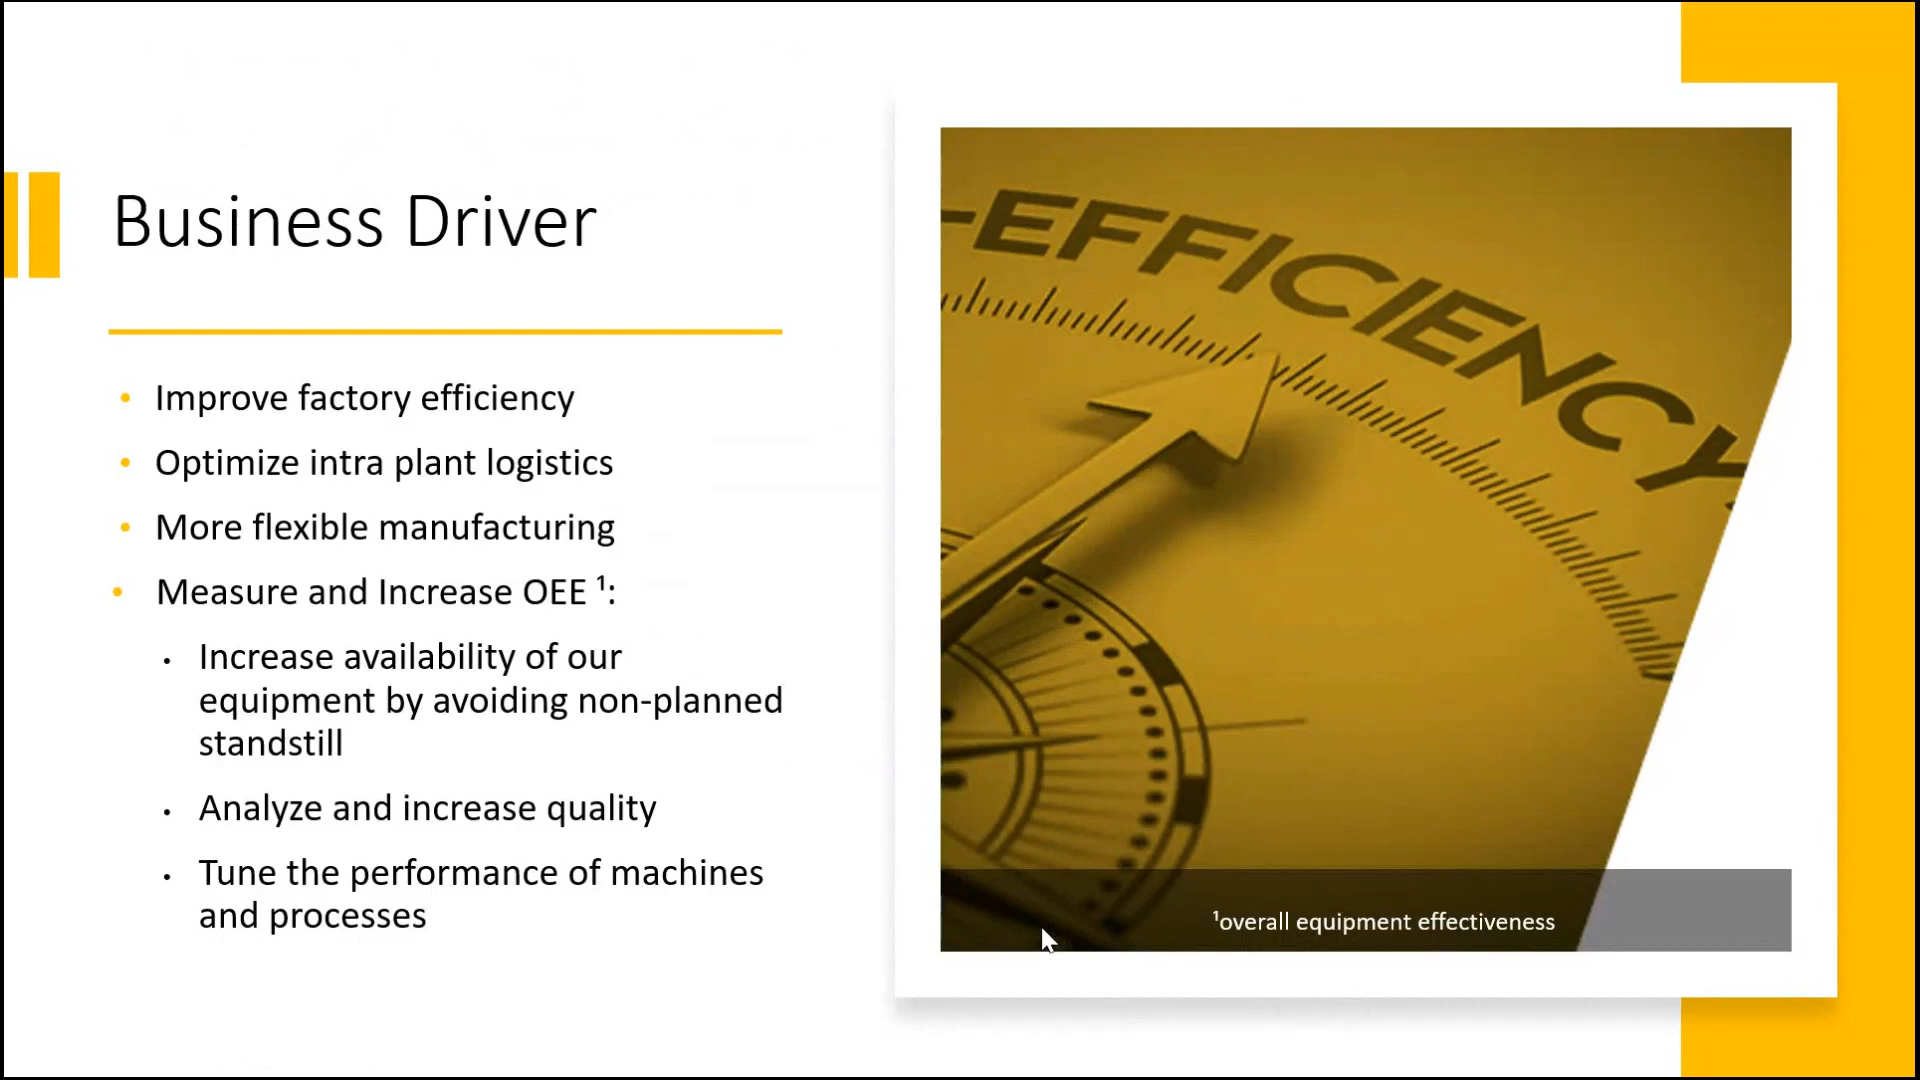 Business Driver
• Improve factory efficiency
• Optimize intra plant logistics
• More flexible manufacturing
• Measure and Increase OEE ¹:
• Increase availability of our
equipment by avoiding non-planned
standstill
• Analyze and increase quality
• Tune the performance of machines
and processes
-EFFICIENCY
¹overall equipment effectiveness